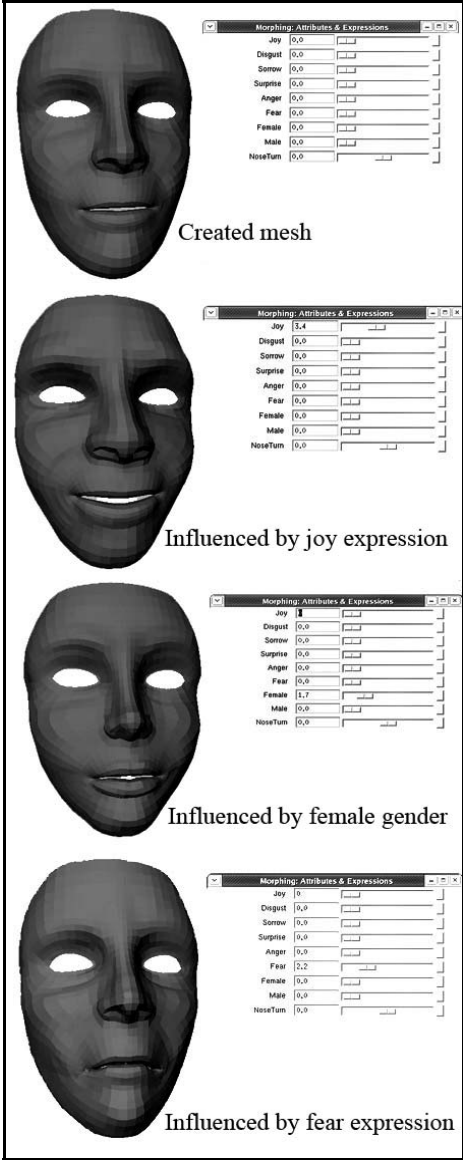 Morphing: Attributes & Expressions
Joy 0.0
Disgust 0.0
Sorrow 0.0
Surprise 0.0
Anger 0.0
Fear 0.0
Female 0.0
Male 0.0
NoseTurn 0.0
Created mesh
Morphing: Attributes & Expressions
Joy 3.4
Disgust 0.0
Sorrow 0.0
Surprise 0.0
Anger 0.0
Fear 0.0
Female 0.0
Male 0.0
NoseTurn 0.0
Influenced by joy expression
Morphing: Attributes & Expressions
Joy
Disgust 0.0
Sorrow 0.0
Surprise 0.0
Anger 0.0
Fear 0.0
Female 1.7
Male 0.0
NoseTurn 0.0
Influenced by female gender
Morphing: Attributes & Expressions
Joy 0
Disgust 0.0
Sorrow 0.0
Surprise 0.0
Anger 0.0
Fear 2.2
Female 0.0
Male 0.0
NoseTurn 0.0
Influenced by fear expression